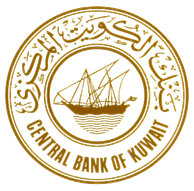 بنك الكويت المركزي
CENTRAL BANK OF KUWAIT